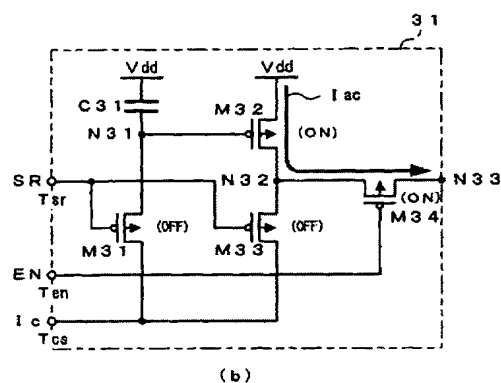 31
Vdd
Vdd
C31
M32
Iac
N31
(ON)
SR
Tsr
N32
N33
(OFF)
(OFF)
(ON)
M34
M31
M33
EN
Ten
Ic
Tcs
(b)